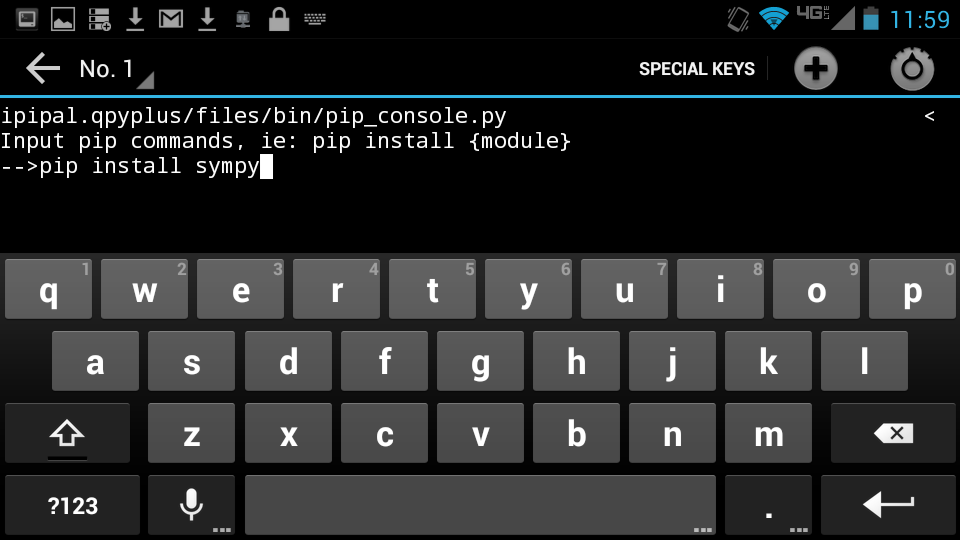 4G LTE 11:59
No. 1 SPECIAL KEYS
ipipal.qpyplus/files/bin/pip_console.py <
Input pip commands, ie: pip install {module}
-->pip install sympy
1 2 3 4 5 6 7 8 9 0
q w e r t y u i o p
a s d f g h j k l
z x c v b n m
?123 ... ... . ...